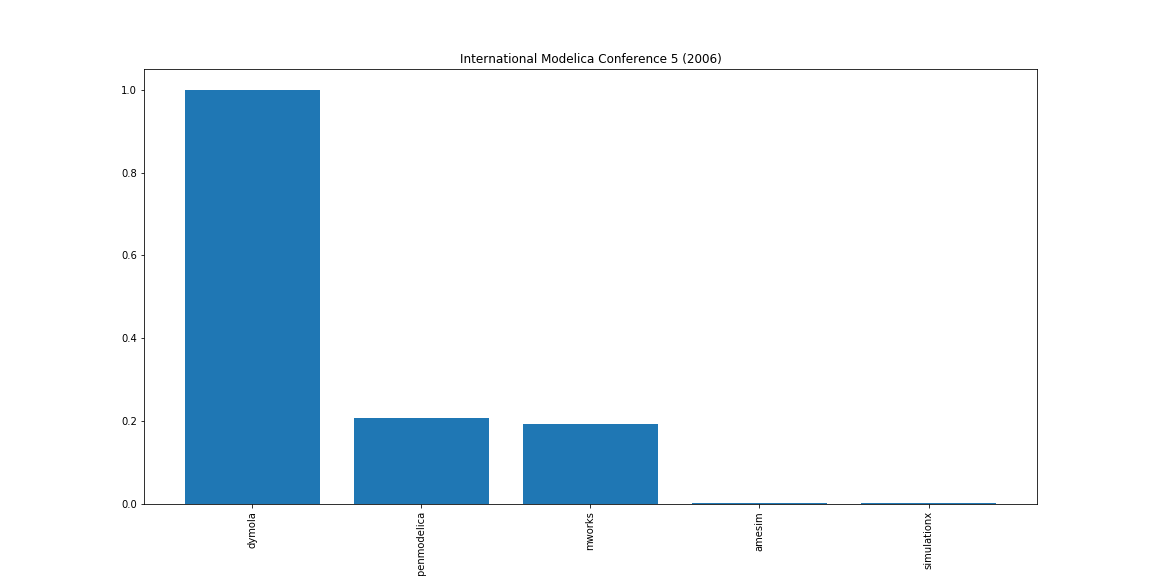 International Modelica Conference 5 (2006)
1.0
0.8
0.6
0.4
0.2
0.0
dymola
penmodelica
mworks
amesim
simulationx